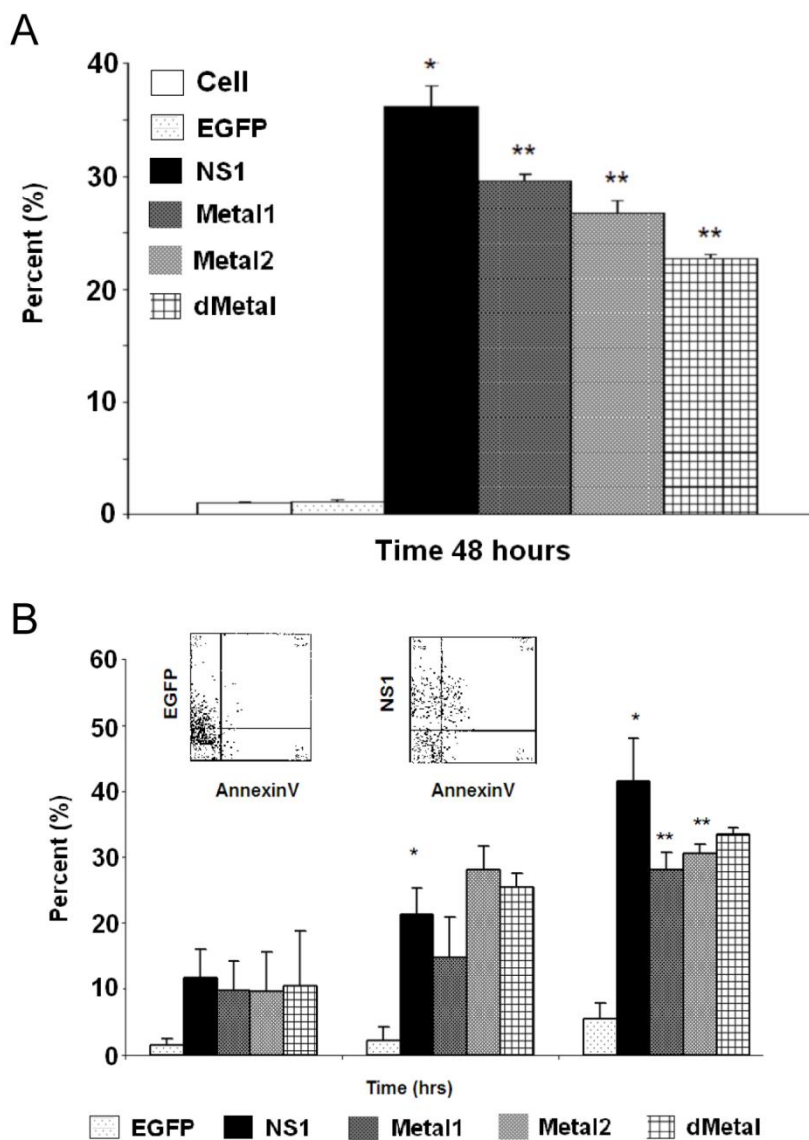 A
Percent (%)
40
30
20
10
0
Cell
EGFP
NS1
Metal1
Metal2
dMetal
*
**
**
**
Time 48 hours
B
Percent (%)
60
50
40
30
20
10
0
EGFP
AnnexinV
NS1
AnnexinV
*
*
**
**
Time (hrs)
EGFP NS1 Metal1 Metal2 dMetal